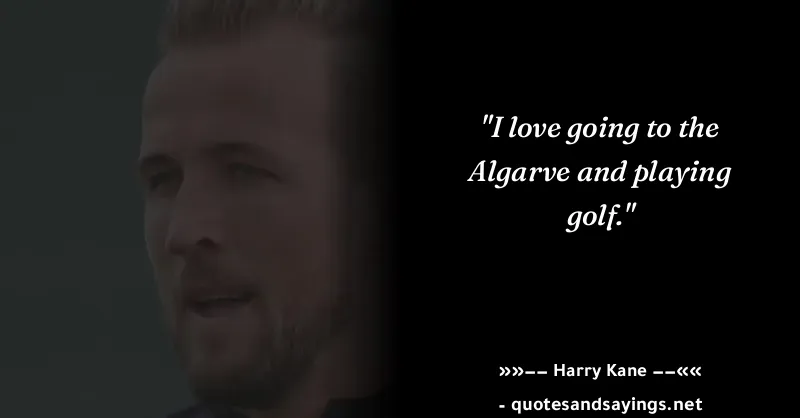 "I love going to the
Algarve and playing
golf."
»»–– Harry Kane ––««
- quotesandsayings.net